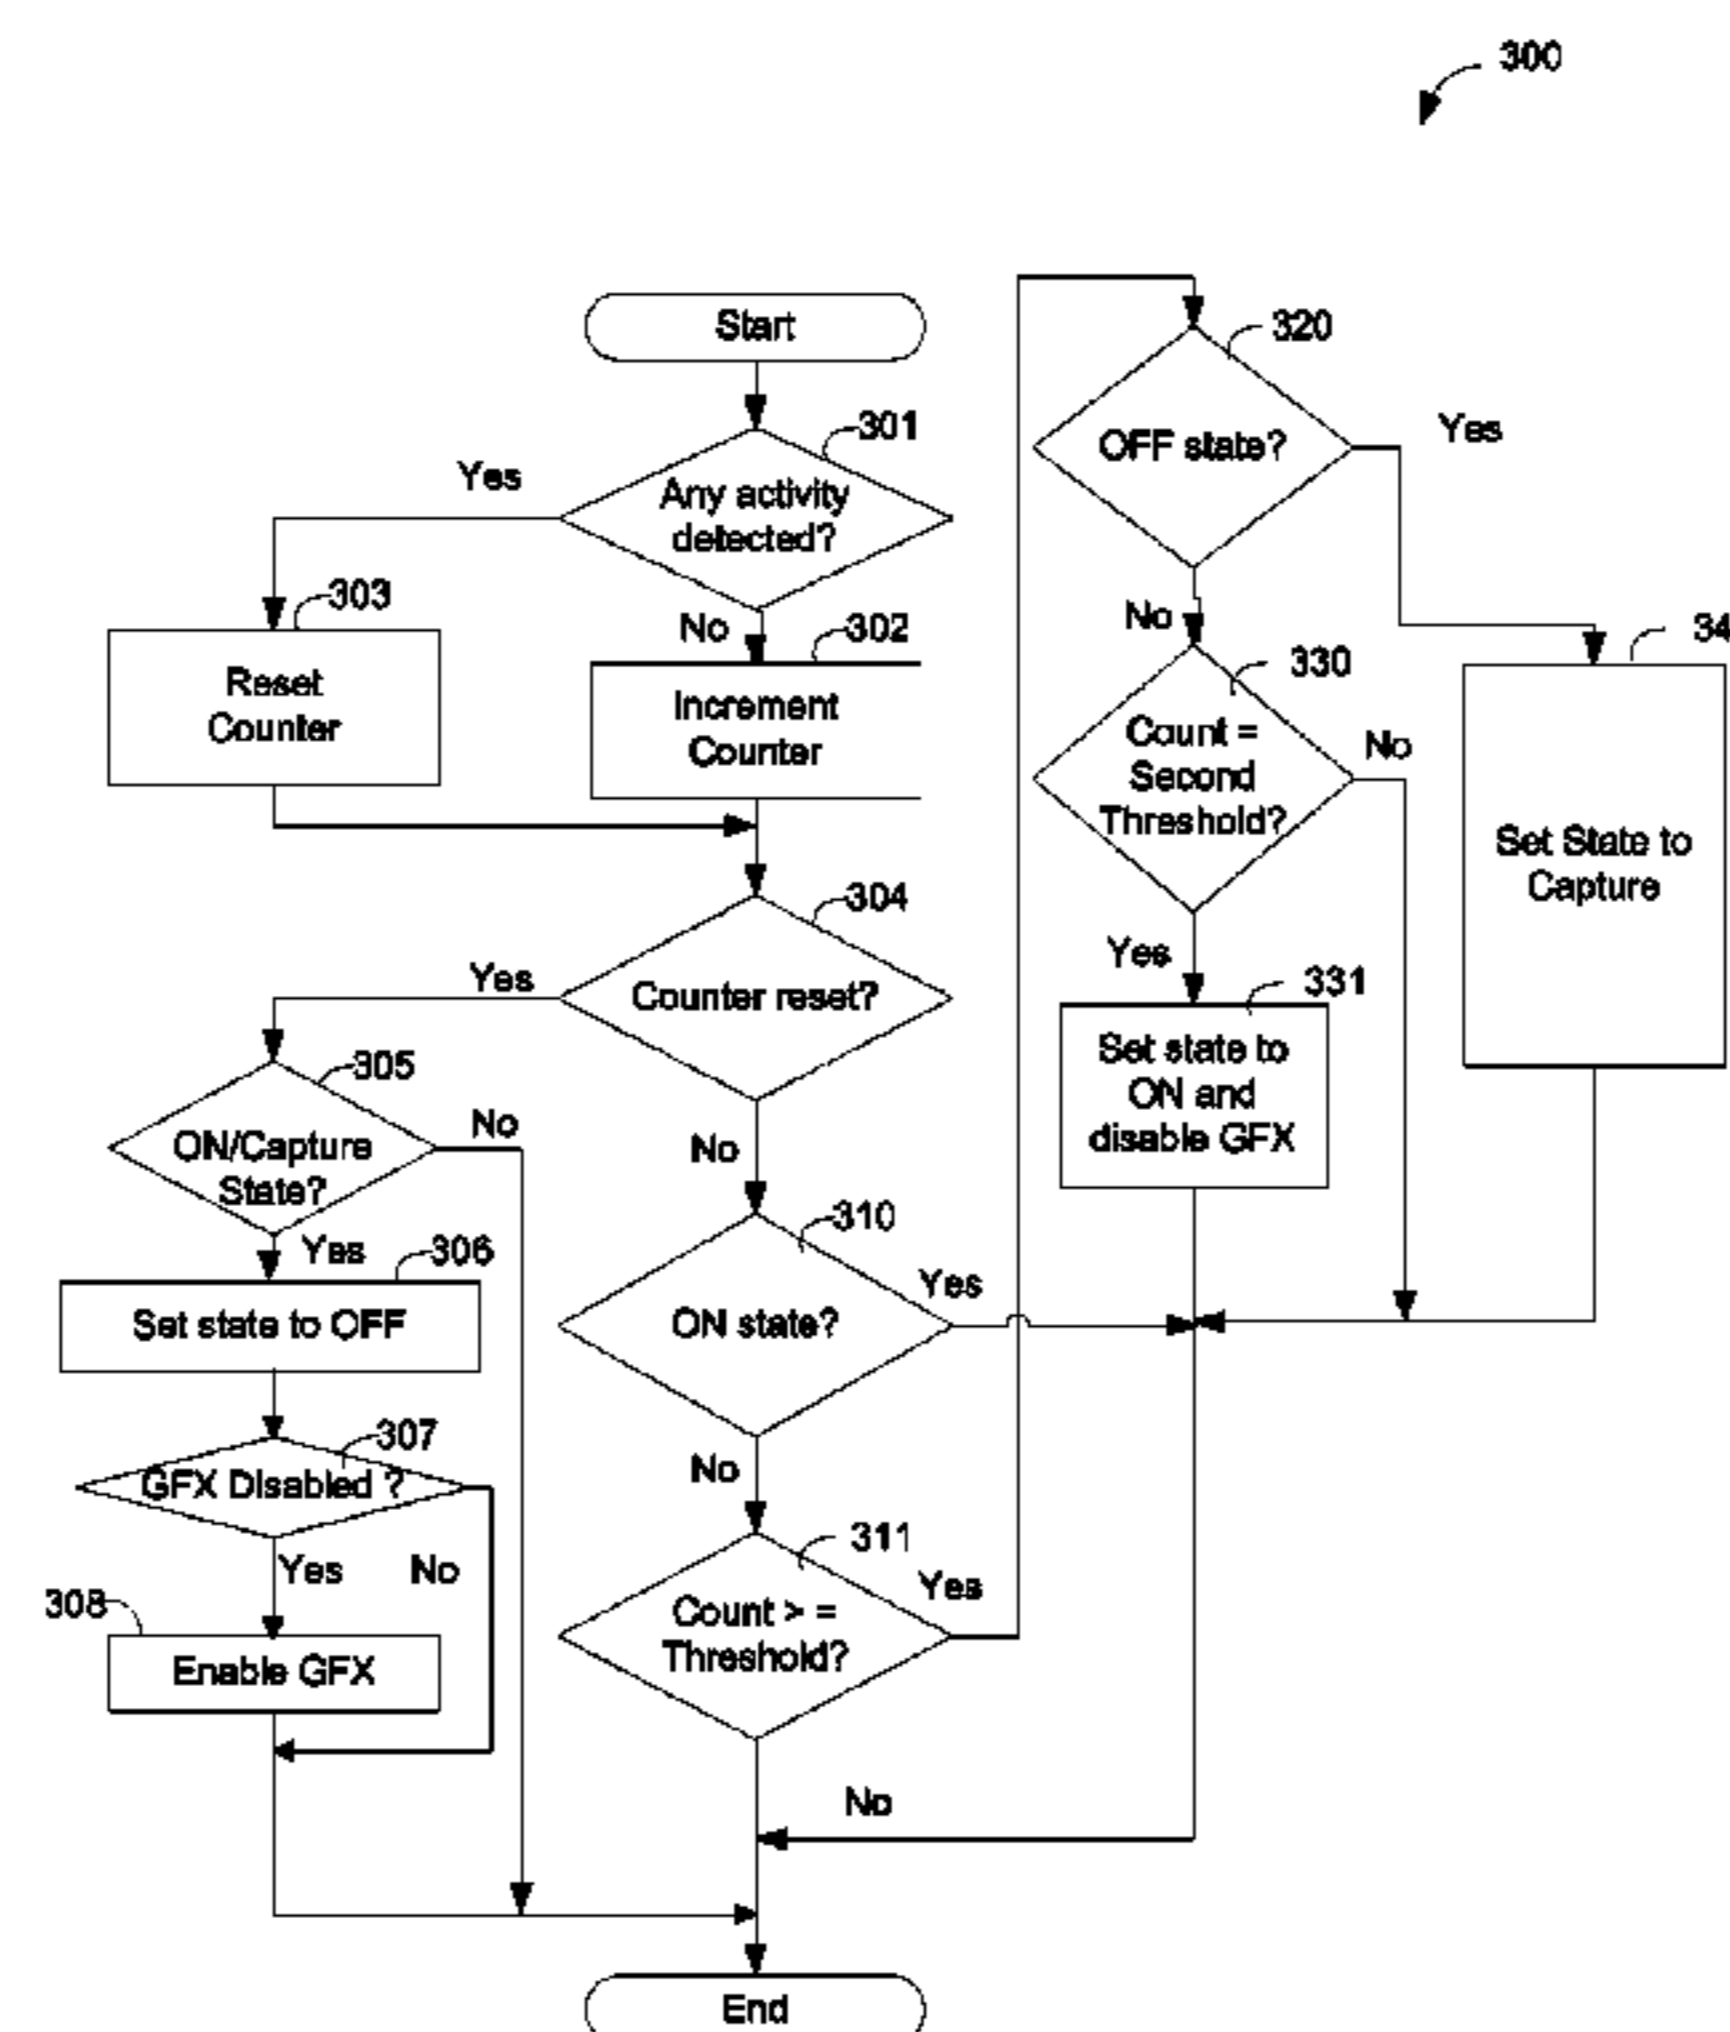 300
Start
301
Any activity
detected?
Yes
No
303
Reset
Counter
302
Increment
Counter
304
Counter reset?
Yes
No
305
ON/Capture
State?
No
Yes
306
Set state to OFF
307
GFX Disabled ?
Yes
No
308
Enable GFX
310
ON state?
Yes
No
311
Count > =
Threshold?
Yes
No
320
OFF state?
Yes
No
330
Count =
Second
Threshold?
No
Yes
331
Set state to
ON and
disable GFX
34
Set State to
Capture
End